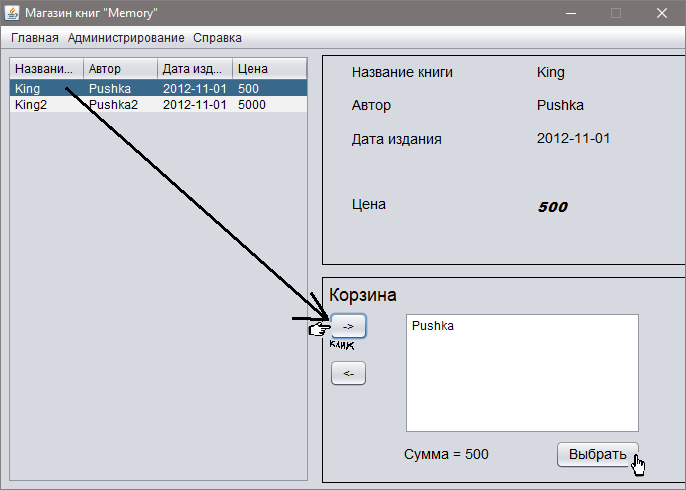 Магазин книг "Memory"
Главная Администрирование Справка
Названи... Автор Дата изд... Цена
King Pushka 2012-11-01 500
King2 Pushka2 2012-11-01 5000
Название книги King
Автор Pushka
Дата издания 2012-11-01
Цена 500
Корзина
->
клик
<-
Pushka
Сумма = 500 Выбрать